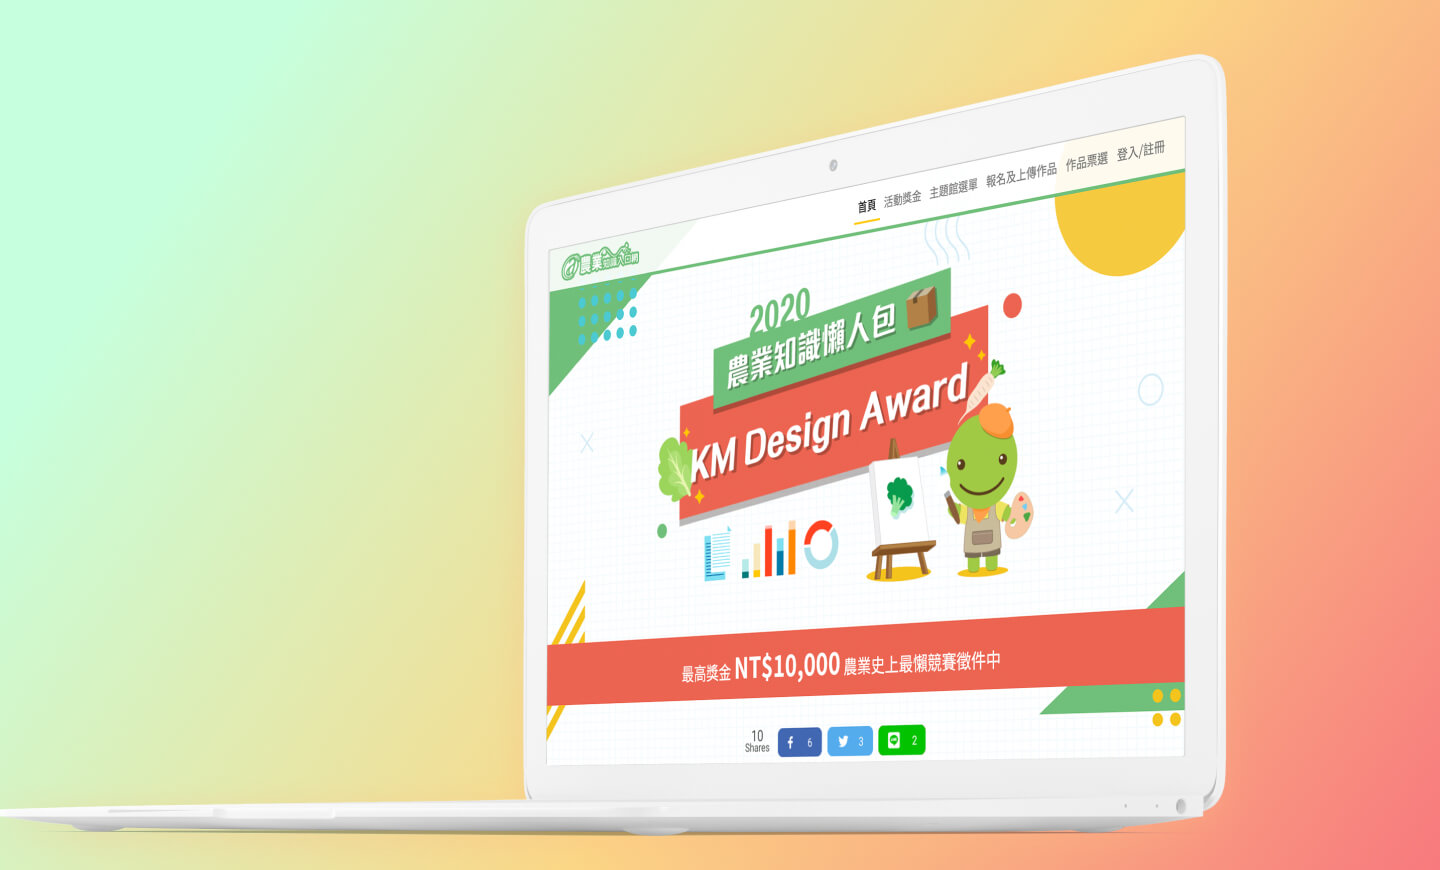 農業知識入口網
首頁 活動獎金 主題館選單 報名及上傳作品 作品票選 登入/註冊
2020
農業知識懶人包
KM Design Award
最高獎金 NT$10,000 農業史上最懶競賽徵件中
10
Shares
6
3
LINE 2